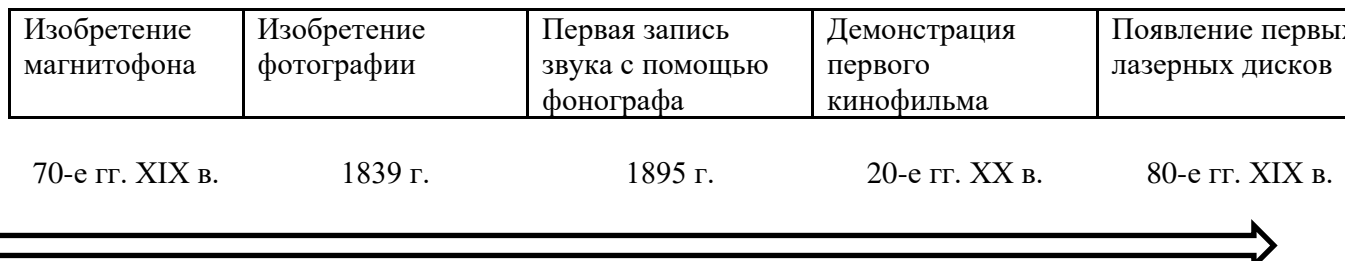 Изобретение
магнитофона
Изобретение
фотографии
Первая запись
звука с помощью
фонографа
Демонстрация
первого
кинофильма
Появление первых
лазерных дисков
70-е гг. XIX в.
1839 г.
1895 г.
20-е гг. XX в.
80-е гг. XIX в.